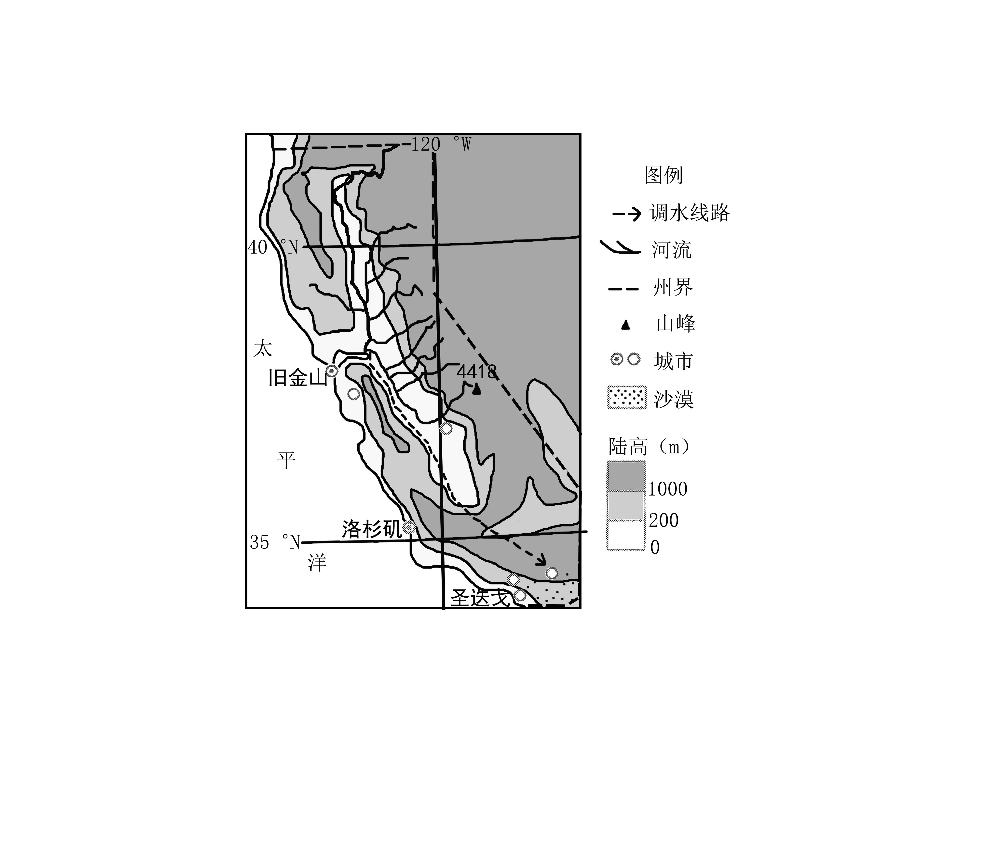 120 °W
40 °N
太
旧金山
4418
平
洛杉矶
35 °N
洋
圣迭戈
图例
调水线路
河流
州界
山峰
城市
沙漠
陆高（m）
1000
200
0